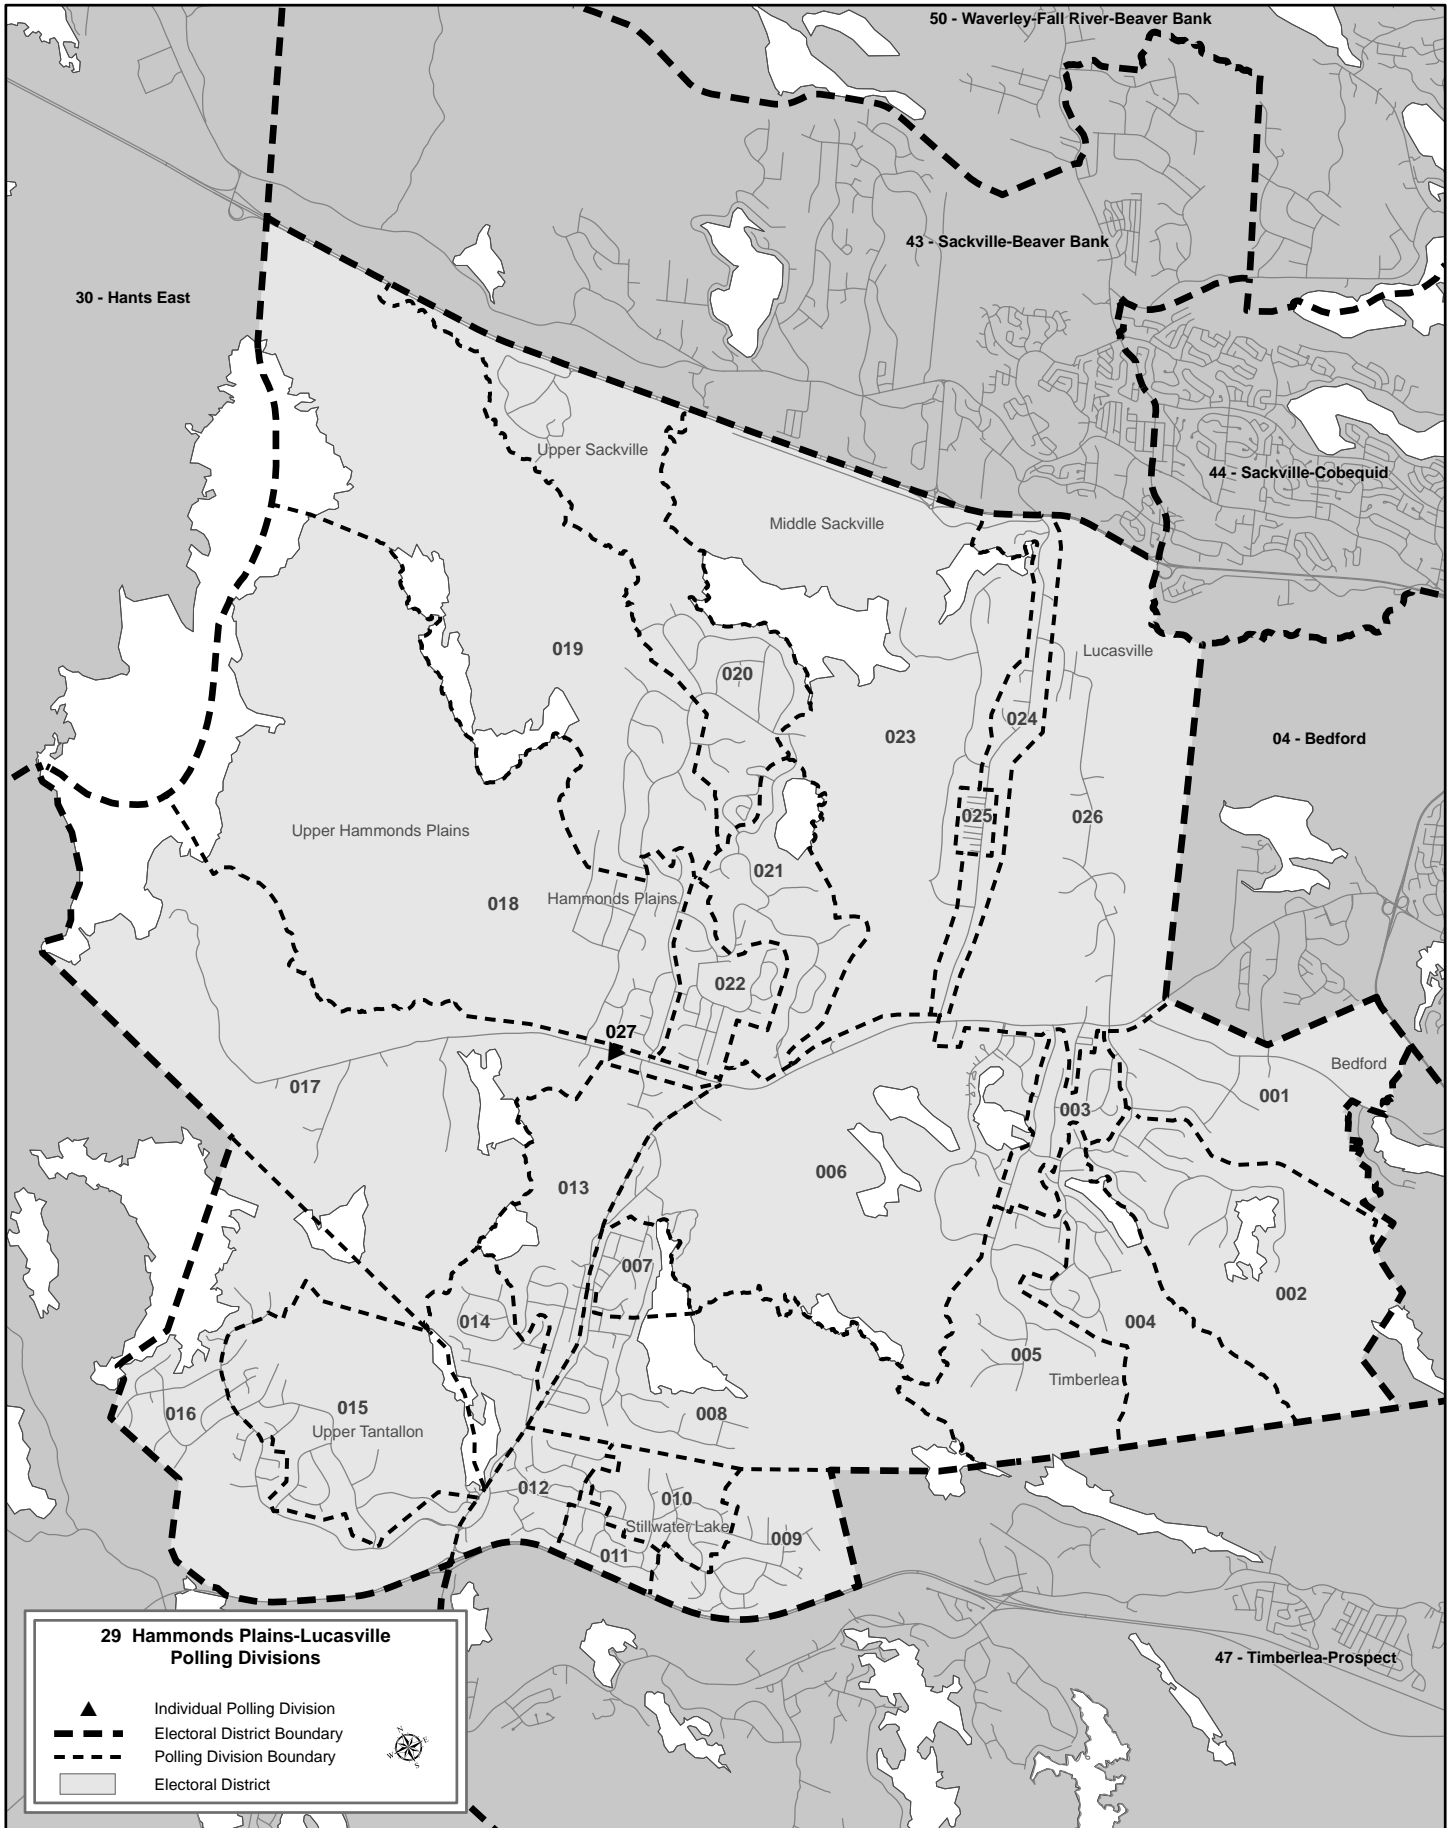 50 - Waverley-Fall River-Beaver Bank
43 - Sackville-Beaver Bank
30 - Hants East
Upper Sackville
44 - Sackville-Cobequid
Middle Sackville
019
Lucasville
020
024
023
04 - Bedford
025
026
Upper Hammonds Plains
021
018
Hammonds Plains
022
027
Bedford
017
001
003
006
013
007
002
014
004
005
Timberlea
016
015
008
Upper Tantallon
012
010
Stillwater Lake
009
011
29 Hammonds Plains-Lucasville
Polling Divisions
47 - Timberlea-Prospect
Individual Polling Division
Electoral District Boundary
Polling Division Boundary
Electoral District
N
E
S
W